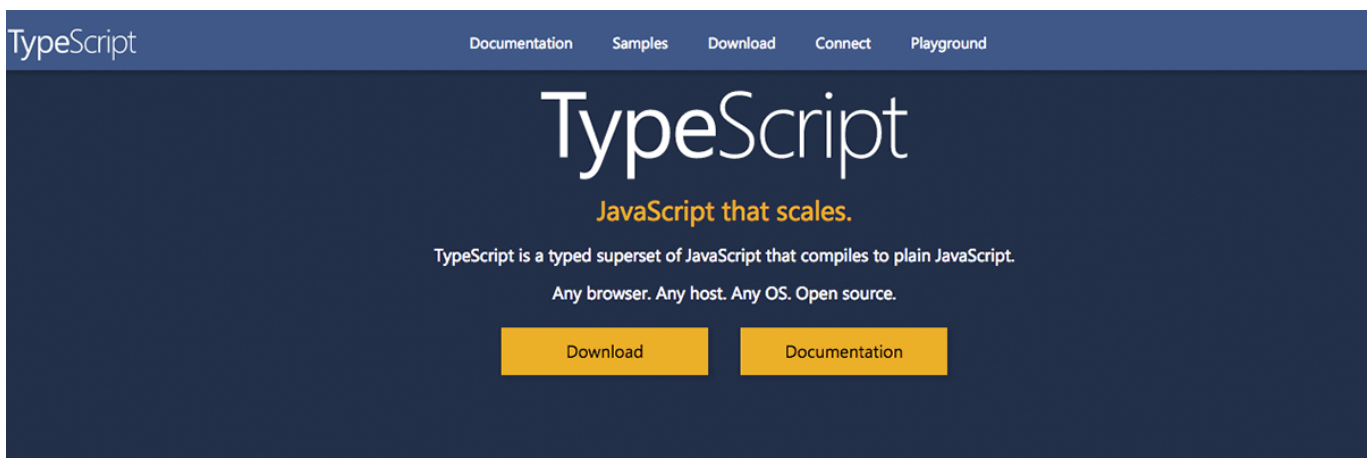 TypeScript
Documentation Samples Download Connect Playground
TypeScript
JavaScript that scales.
TypeScript is a typed superset of JavaScript that compiles to plain JavaScript.
Any browser. Any host. Any OS. Open source.
Download Documentation